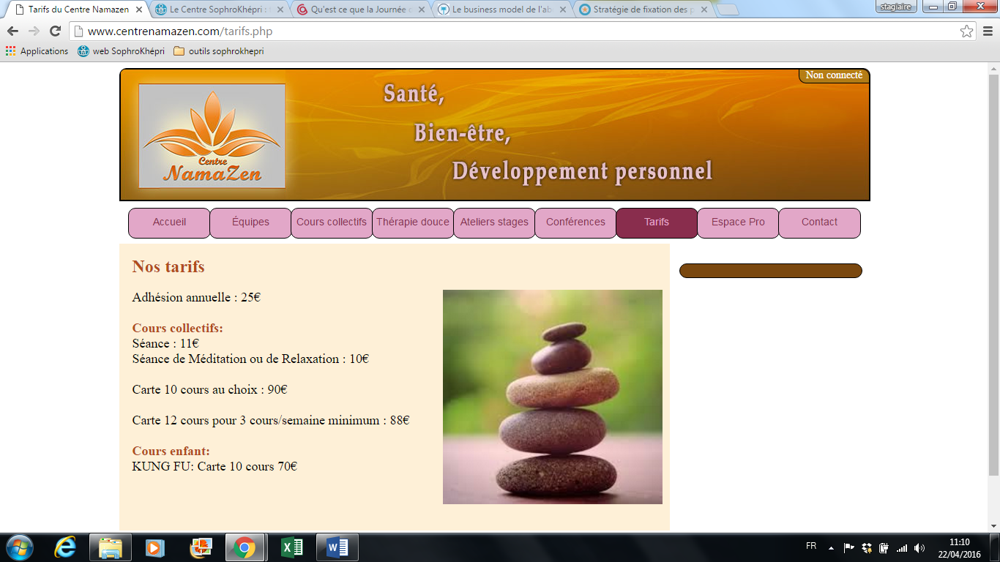 Tarifs du Centre Namazen
Le Centre SophroKhépri :
Qu'est ce que la Journée
Le business model de l'ab
Stratégie de fixation des p
stagiaire
www.centrenamazen.com/tarifs.php
Applications
web SophroKhépri
outils sophrokhepri
Non connecté
Santé,
Bien-être,
Développement personnel
Centre
NamaZen
Accueil
Équipes
Cours collectifs
Thérapie douce
Ateliers stages
Conférences
Tarifs
Espace Pro
Contact
Nos tarifs
Adhésion annuelle : 25€
Cours collectifs:
Séance : 11€
Séance de Méditation ou de Relaxation : 10€
Carte 10 cours au choix : 90€
Carte 12 cours pour 3 cours/semaine minimum : 88€
Cours enfant:
KUNG FU: Carte 10 cours 70€
FR
11:10
22/04/2016